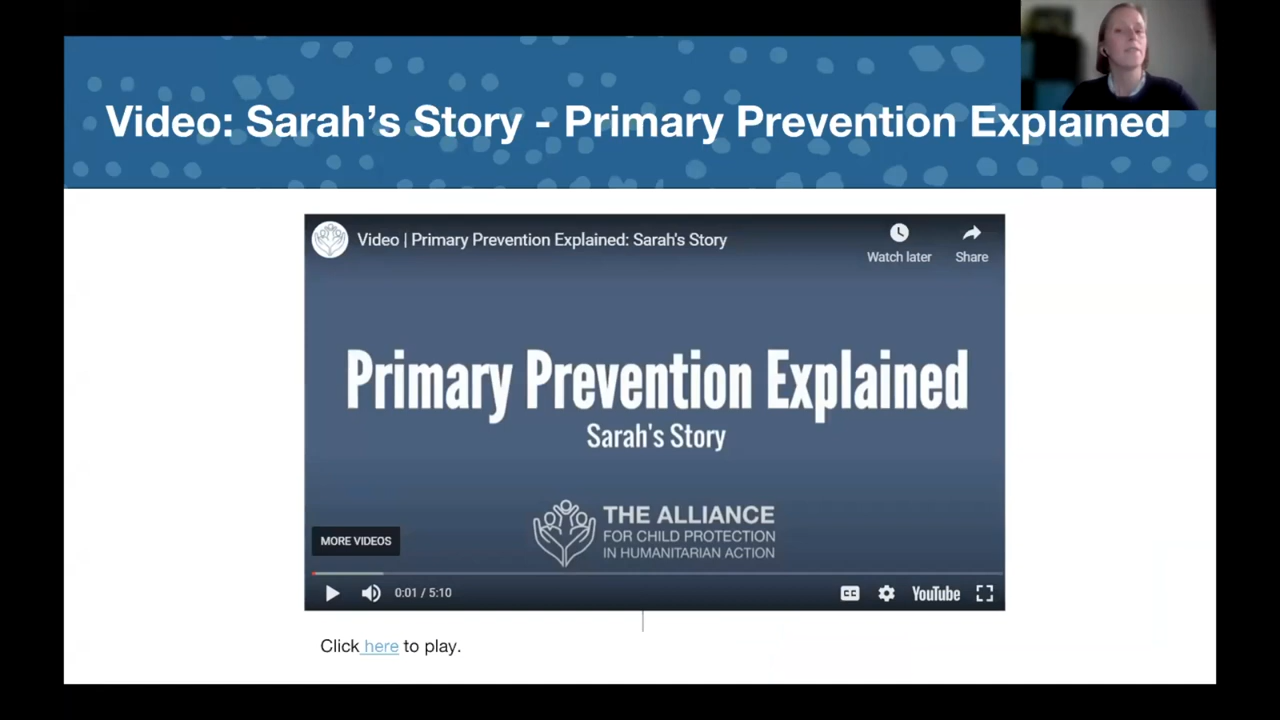 Video: Sarah's Story - Primary Prevention Explained
Video | Primary Prevention Explained: Sarah's Story
Watch later
Share
Primary Prevention Explained
Sarah's Story
THE ALLIANCE
FOR CHILD PROTECTION
IN HUMANITARIAN ACTION
MORE VIDEOS
0:01 / 5:10
CC
YouTube
Click here to play.